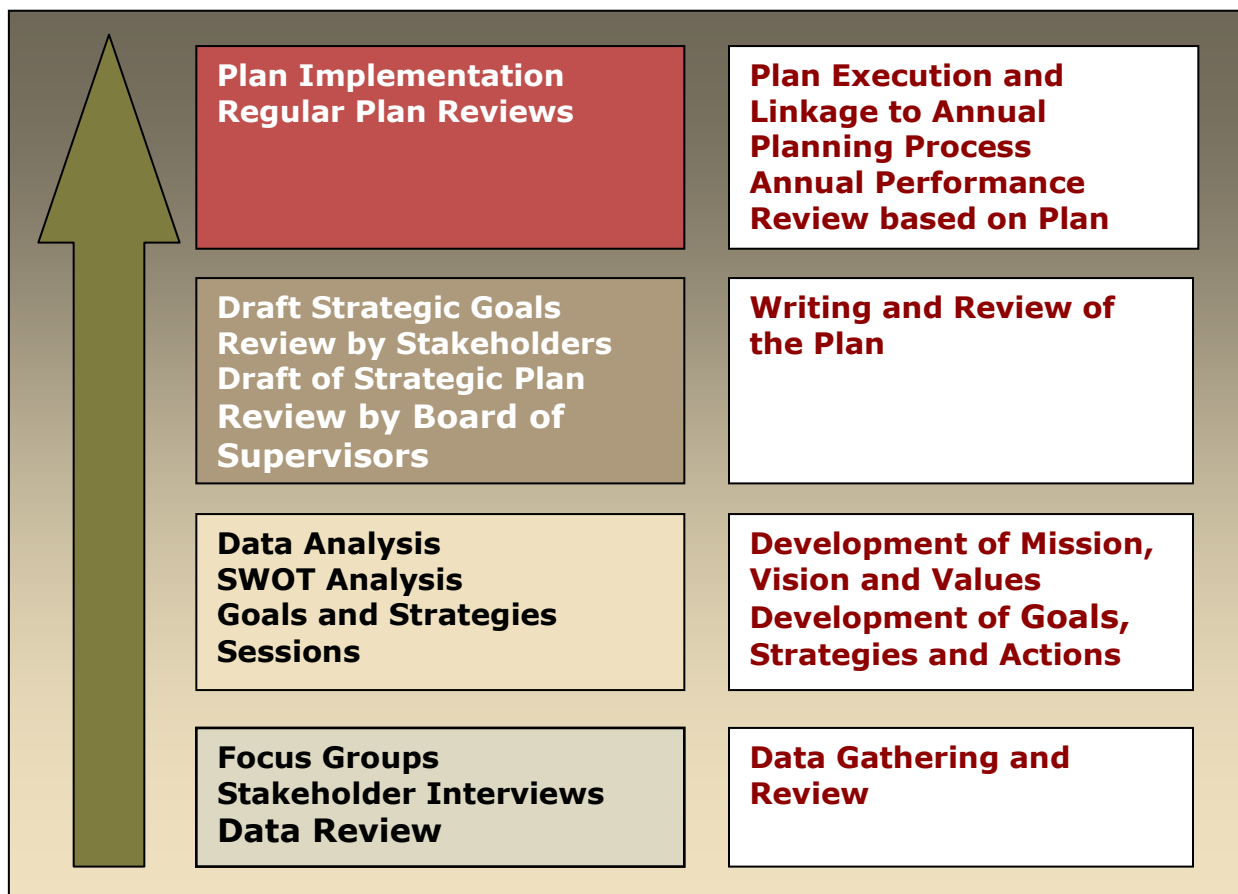 Plan Implementation
Regular Plan Reviews
Plan Execution and
Linkage to Annual
Planning Process
Annual Performance
Review based on Plan
Draft Strategic Goals
Review by Stakeholders
Draft of Strategic Plan
Review by Board of
Supervisors
Writing and Review of
the Plan
Data Analysis
SWOT Analysis
Goals and Strategies
Sessions
Development of Mission,
Vision and Values
Development of Goals,
Strategies and Actions
Focus Groups
Stakeholder Interviews
Data Review
Data Gathering and
Review